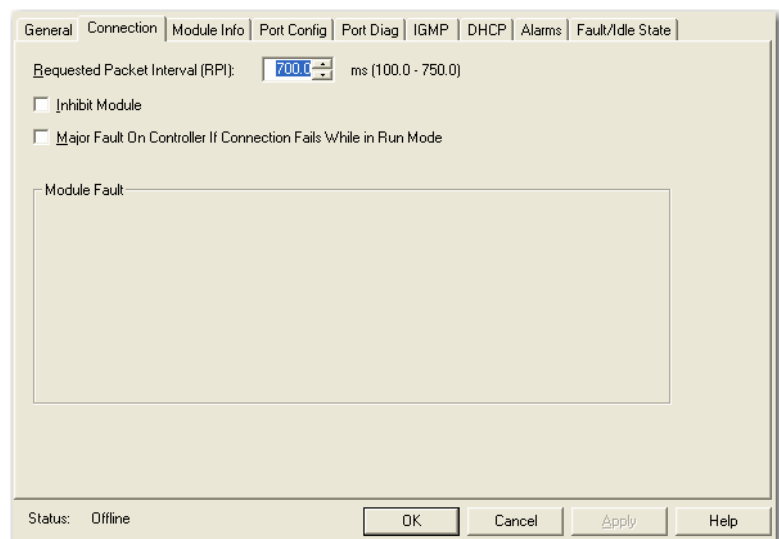 General Connection Module Info Port Config Port Diag IGMP DHCP Alarms Fault/Idle State
Requested Packet Interval (RPI): 700.0 ms (100.0 - 750.0)
Inhibit Module
Major Fault On Controller If Connection Fails While in Run Mode
Module Fault
Status: Offline OK Cancel Apply Help